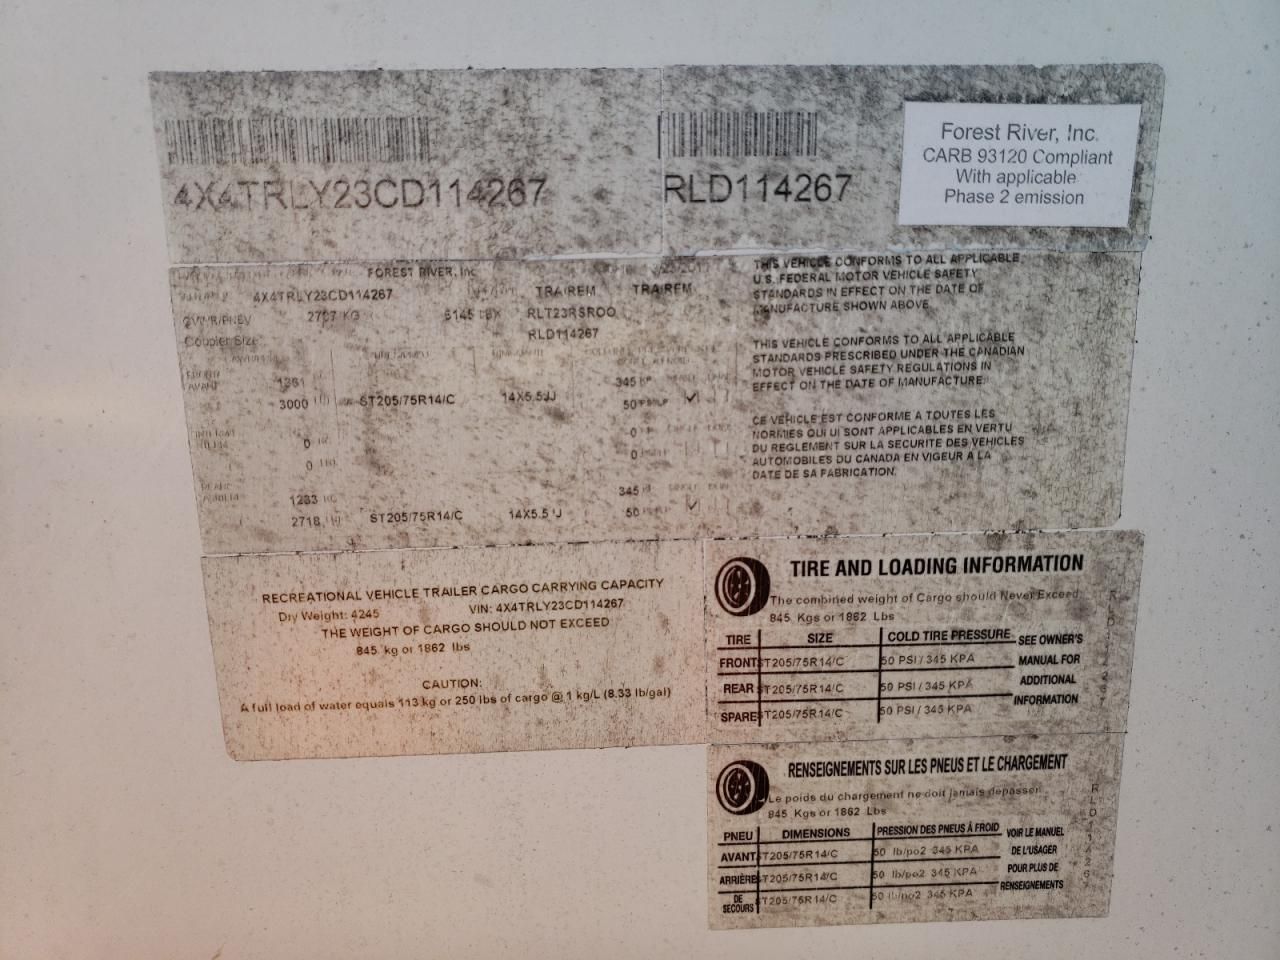 4X4TRLY23CD114267
RLD114267
Forest River, Inc.
CARB 93120 Compliant
With applicable
Phase 2 emission
FOREST RIVER, Inc
4X4TRLY23CD114267 TRA/REM TRA/REM
GVWR/PNBV 2787 KG 6145 RLT23RSROO
Coupler Size: RLD114267
1361 345
3000 ST205/75R14/C 14X5.5JJ 50
0 0
0 0
1233 345
2718 ST205/75R14/C 14X5.5 50
THIS VEHICLE CONFORMS TO ALL APPLICABLE
U.S. FEDERAL MOTOR VEHICLE SAFETY
STANDARDS IN EFFECT ON THE DATE OF
MANUFACTURE SHOWN ABOVE.
THIS VEHICLE CONFORMS TO ALL APPLICABLE
STANDARDS PRESCRIBED UNDER THE CANADIAN
MOTOR VEHICLE SAFETY REGULATIONS IN
EFFECT ON THE DATE OF MANUFACTURE.
CE VEHICLE EST CONFORME A TOUTES LES
NORMIES QUI UI SONT APPLICABLES EN VERTU
DU REGLEMENT SUR LA SECURITE DES VEHICLES
AUTOMOBILES DU CANADA EN VIGEUR A LA
DATE DE SA FABRICATION.
RECREATIONAL VEHICLE TRAILER CARGO CARRYING CAPACITY
Dry Weight: 4245 VIN: 4X4TRLY23CD114267
THE WEIGHT OF CARGO SHOULD NOT EXCEED
845 kg or 1862 lbs
CAUTION:
A full load of water equals 113 kg or 250 lbs of cargo @ 1 kg/L (8.33 lb/gal)
TIRE AND LOADING INFORMATION
The combined weight of Cargo should Never Exceed:
845 Kgs or 1862 Lbs
TIRE SIZE COLD TIRE PRESSURE
FRONT ST205/75R14/C 50 PSI / 345 KPA
REAR ST205/75R14/C 50 PSI / 345 KPA
SPARE ST205/75R14/C 50 PSI / 345 KPA
SEE OWNER'S
MANUAL FOR
ADDITIONAL
INFORMATION
RENSEIGNEMENTS SUR LES PNEUS ET LE CHARGEMENT
Le poids du chargement ne doit jamais depasser
845 Kgs or 1862 Lbs
PNEU DIMENSIONS PRESSION DES PNEUS À FROID
AVANT ST205/75R14/C 50 lb/po2 345 KPA
ARRIÈRE ST205/75R14/C 50 lb/po2 345 KPA
DE
SECOURS ST205/75R14/C 50 lb/po2 345 KPA
VOIR LE MANUEL
DE L'USAGER
POUR PLUS DE
RENSEIGNEMENTS